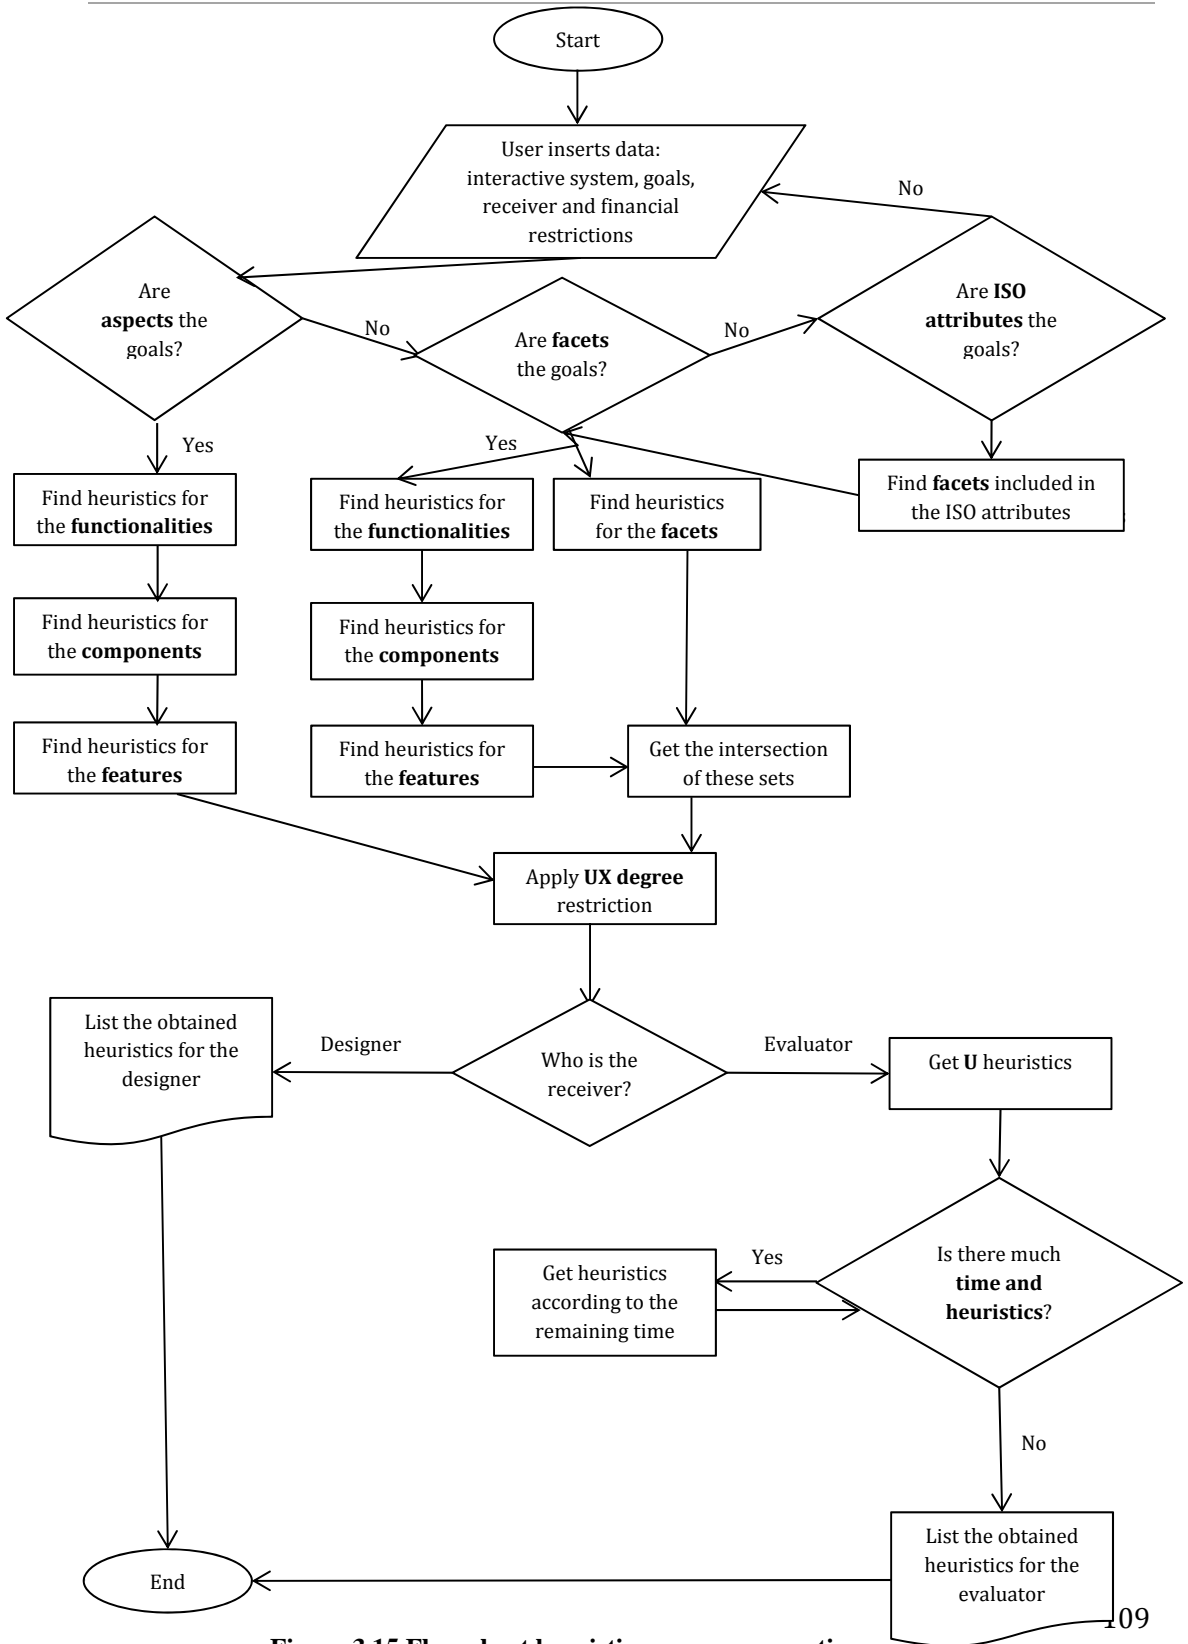 Start
User inserts data:
interactive system, goals,
receiver and financial
restrictions
No
Are
aspects the
goals?
No
Are facets
the goals?
No
Are ISO
attributes the
goals?
Yes
Yes
Find heuristics for
the functionalities
Find heuristics for
the functionalities
Find heuristics
for the facets
Find facets included in
the ISO attributes
Find heuristics for
the components
Find heuristics for
the components
Find heuristics for
the features
Find heuristics for
the features
Get the intersection
of these sets
Apply UX degree
restriction
List the obtained
heuristics for the
designer
Designer
Who is the
receiver?
Evaluator
Get U heuristics
Get heuristics
according to the
remaining time
Yes
Is there much
time and
heuristics?
No
List the obtained
heuristics for the
evaluator
End
109
Figure 3.15